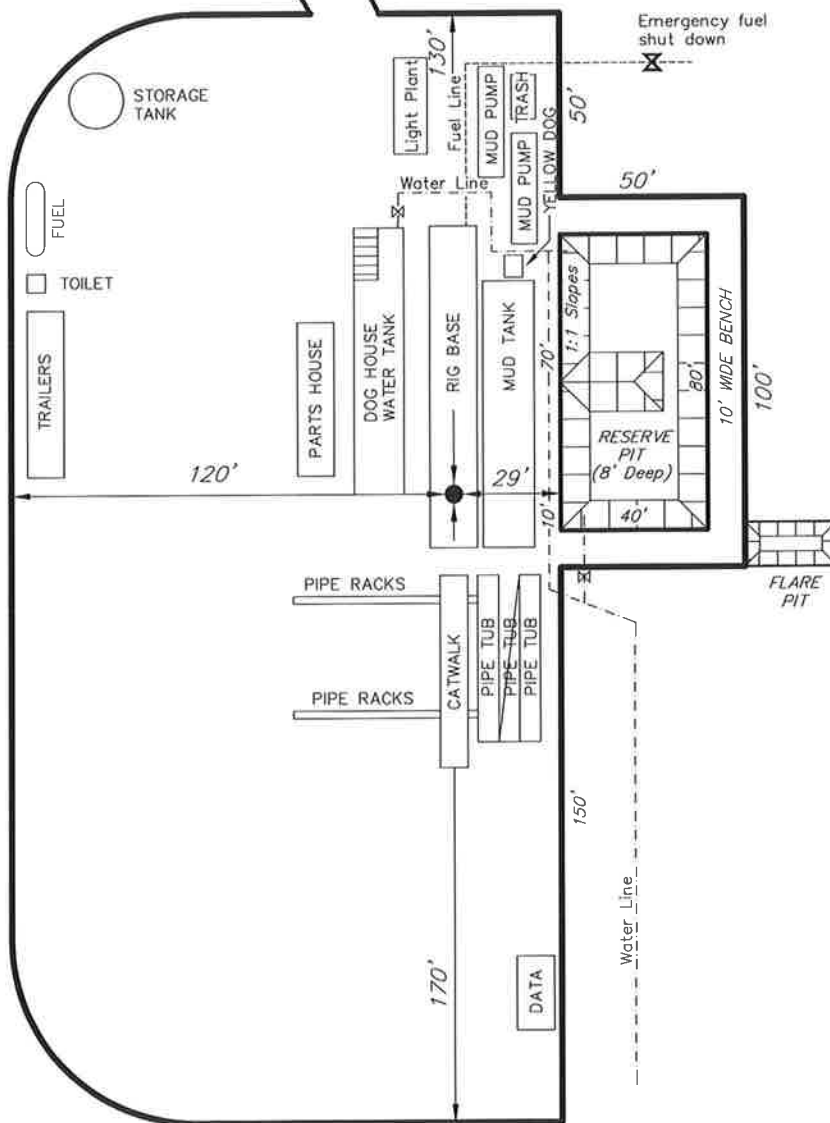 Emergency fuel
shut down
130'
Fuel Line
Light Plant
MUD PUMP
TRASH
50'
STORAGE
TANK
MUD PUMP
YELLOW DOG
Water Line
50'
FUEL
TOILET
TRAILERS
PARTS HOUSE
DOG HOUSE
WATER TANK
RIG BASE
MUD TANK
70'
1:1 Slopes
80'
10' WIDE BENCH
100'
RESERVE
PIT
(8' Deep)
120'
29'
10'
40'
FLARE
PIT
PIPE RACKS
PIPE RACKS
CATWALK
PIPE TUB
PIPE TUB
PIPE TUB
150'
Water Line
170'
DATA